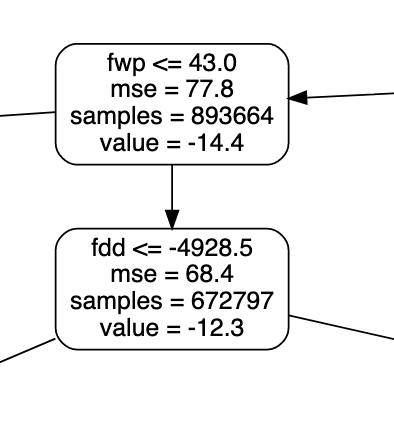 fwp <= 43.0
mse = 77.8
samples = 893664
value = -14.4
fdd <= -4928.5
mse = 68.4
samples = 672797
value = -12.3